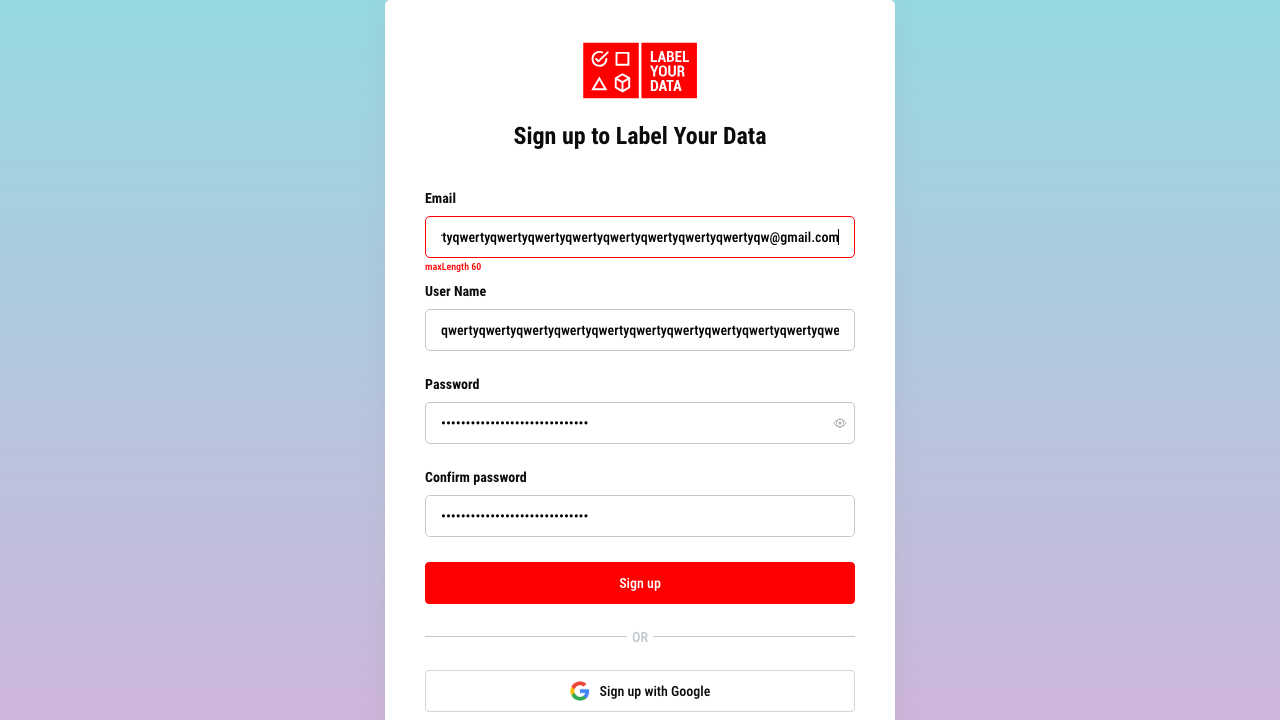 Label
Your
Data
Sign up to Label Your Data
Email
tyqwertyqwertyqwertyqwertyqwertyqwertyqwertyqwertyqw@gmail.com
maxLength 60
User Name
qwertyqwertyqwertyqwertyqwertyqwertyqwertyqwertyqwertyqwertyqwe
Password
Confirm password
Sign up
OR
Sign up with Google